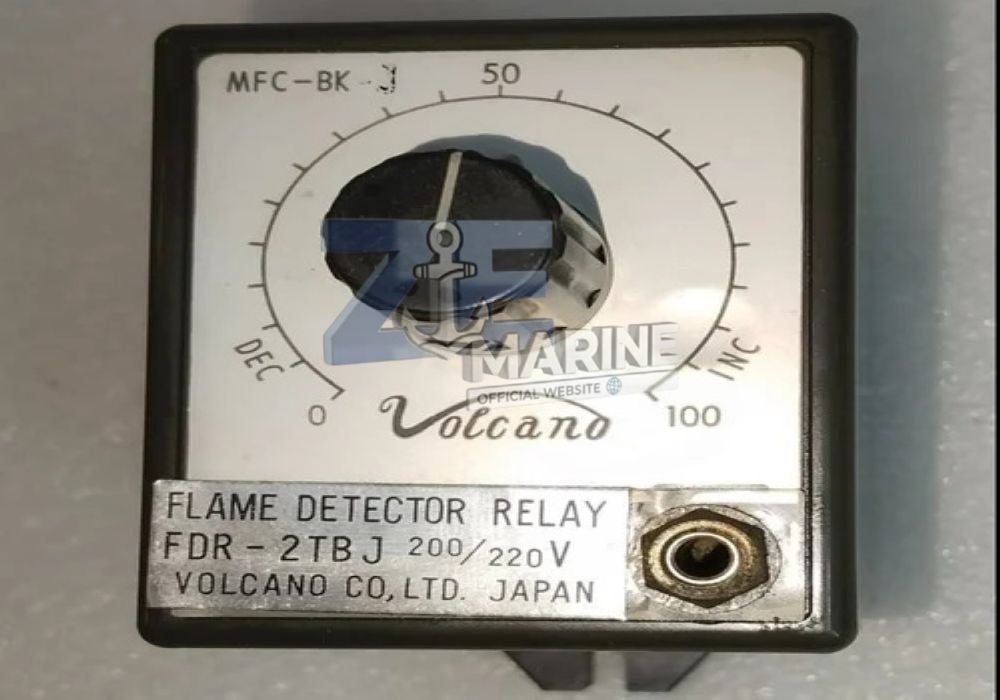 MFC-BK-J
50
DEC
INC
0
100
ZE
MARINE
OFFICIAL WEBSITE
Volcano
FLAME DETECTOR RELAY
FDR-2TBJ 200/220V
VOLCANO CO,LTD. JAPAN